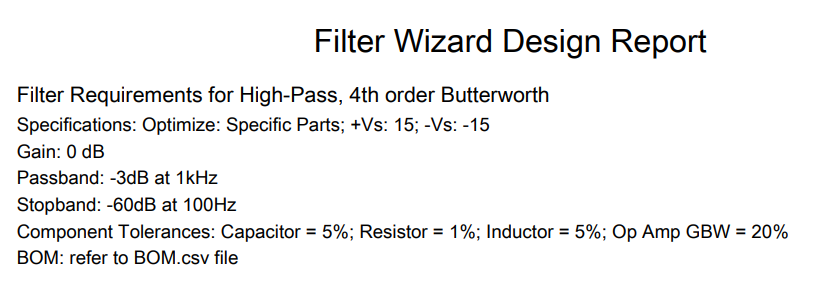 Filter Wizard Design Report
Filter Requirements for High-Pass, 4th order Butterworth
Specifications: Optimize: Specific Parts; +Vs: 15; -Vs: -15
Gain: 0 dB
Passband: -3dB at 1kHz
Stopband: -60dB at 100Hz
Component Tolerances: Capacitor = 5%; Resistor = 1%; Inductor = 5%; Op Amp GBW = 20%
BOM: refer to BOM.csv file